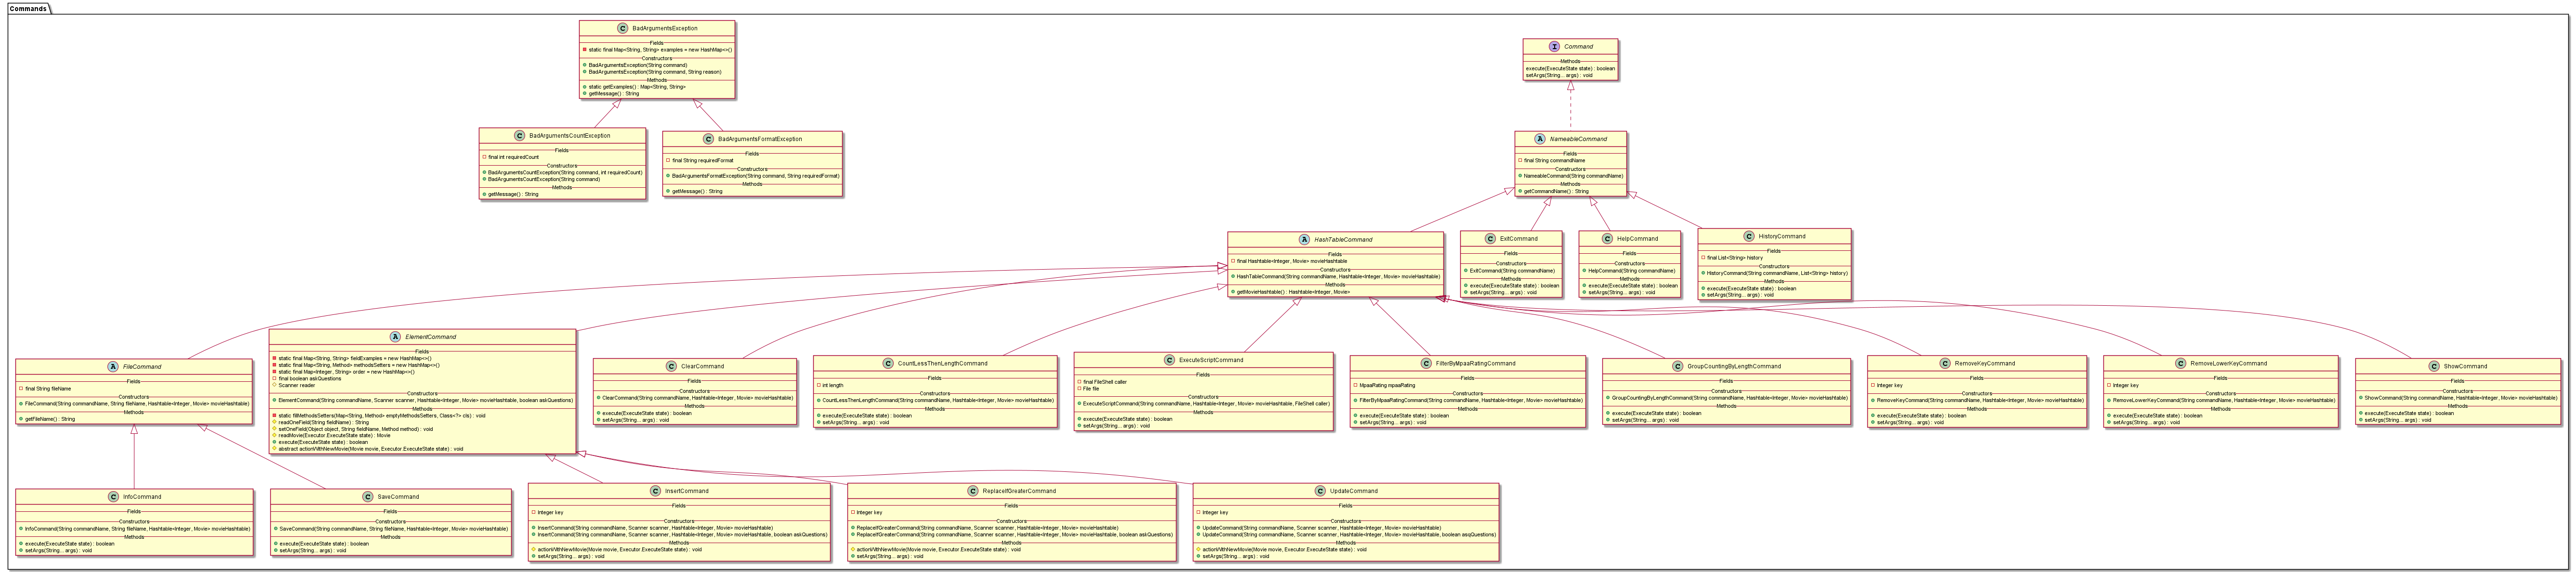 Commands
BadArgumentsException
Fields
static final Map<String, String> examples = new HashMap<>()
Constructors
BadArgumentsException(String command)
BadArgumentsException(String command, String reason)
Methods
static getExamples() : Map<String, String>
getMessage() : String
Command
Methods
execute(ExecuteState state) : boolean
setArgs(String... args) : void
BadArgumentsCountException
Fields
final int requiredCount
Constructors
BadArgumentsCountException(String command, int requiredCount)
BadArgumentsCountException(String command)
Methods
getMessage() : String
BadArgumentsFormatException
Fields
final String requiredFormat
Constructors
BadArgumentsFormatException(String command, String requiredFormat)
Methods
getMessage() : String
NameableCommand
Fields
final String commandName
Constructors
NameableCommand(String commandName)
Methods
getCommandName() : String
HashTableCommand
Fields
final Hashtable<Integer, Movie> movieHashtable
Constructors
HashTableCommand(String commandName, Hashtable<Integer, Movie> movieHashtable)
Methods
getMovieHashtable() : Hashtable<Integer, Movie>
ExitCommand
Fields
Constructors
ExitCommand(String commandName)
Methods
execute(ExecuteState state) : boolean
setArgs(String... args) : void
HelpCommand
Fields
Constructors
HelpCommand(String commandName)
Methods
execute(ExecuteState state) : boolean
setArgs(String... args) : void
HistoryCommand
Fields
final List<String> history
Constructors
HistoryCommand(String commandName, List<String> history)
Methods
execute(ExecuteState state) : boolean
setArgs(String... args) : void
FileCommand
Fields
final String fileName
Constructors
FileCommand(String commandName, String fileName, Hashtable<Integer, Movie> movieHashtable)
Methods
getFileName() : String
ElementCommand
Fields
static final Map<String, String> fieldExamples = new HashMap<>()
static final Map<String, Method> methodsSetters = new HashMap<>()
static final Map<Integer, String> order = new HashMap<>()
final boolean askQuestions
Scanner reader
Constructors
ElementCommand(String commandName, Scanner scanner, Hashtable<Integer, Movie> movieHashtable, boolean askQuestions)
Methods
static fillMethodsSetters(Map<String, Method> emptyMethodsSetters, Class<?> cls) : void
readOneField(String fieldName) : String
setOneField(Object object, String fieldName, Method method) : void
readMovie(Executor.ExecuteState state) : Movie
execute(ExecuteState state) : boolean
abstract actionWithNewMovie(Movie movie, Executor.ExecuteState state) : void
ClearCommand
Fields
Constructors
ClearCommand(String commandName, Hashtable<Integer, Movie> movieHashtable)
Methods
execute(ExecuteState state) : boolean
setArgs(String... args) : void
CountLessThenLengthCommand
Fields
int length
Constructors
CountLessThenLengthCommand(String commandName, Hashtable<Integer, Movie> movieHashtable)
Methods
execute(ExecuteState state) : boolean
setArgs(String... args) : void
ExecuteScriptCommand
Fields
final FileShell caller
File file
Constructors
ExecuteScriptCommand(String commandName, Hashtable<Integer, Movie> movieHashtable, FileShell caller)
Methods
execute(ExecuteState state) : boolean
setArgs(String... args) : void
FilterByMpaaRatingCommand
Fields
MpaaRating mpaaRating
Constructors
FilterByMpaaRatingCommand(String commandName, Hashtable<Integer, Movie> movieHashtable)
Methods
execute(ExecuteState state) : boolean
setArgs(String... args) : void
GroupCountingByLengthCommand
Fields
Constructors
GroupCountingByLengthCommand(String commandName, Hashtable<Integer, Movie> movieHashtable)
Methods
execute(ExecuteState state) : boolean
setArgs(String... args) : void
RemoveKeyCommand
Fields
Integer key
Constructors
RemoveKeyCommand(String commandName, Hashtable<Integer, Movie> movieHashtable)
Methods
execute(ExecuteState state) : boolean
setArgs(String... args) : void
RemoveLowerKeyCommand
Fields
Integer key
Constructors
RemoveLowerKeyCommand(String commandName, Hashtable<Integer, Movie> movieHashtable)
Methods
execute(ExecuteState state) : boolean
setArgs(String... args) : void
ShowCommand
Fields
Constructors
ShowCommand(String commandName, Hashtable<Integer, Movie> movieHashtable)
Methods
execute(ExecuteState state) : boolean
setArgs(String... args) : void
InfoCommand
Fields
Constructors
InfoCommand(String commandName, String fileName, Hashtable<Integer, Movie> movieHashtable)
Methods
execute(ExecuteState state) : boolean
setArgs(String... args) : void
SaveCommand
Fields
Constructors
SaveCommand(String commandName, String fileName, Hashtable<Integer, Movie> movieHashtable)
Methods
execute(ExecuteState state) : boolean
setArgs(String... args) : void
InsertCommand
Fields
Integer key
Constructors
InsertCommand(String commandName, Scanner scanner, Hashtable<Integer, Movie> movieHashtable)
InsertCommand(String commandName, Scanner scanner, Hashtable<Integer, Movie> movieHashtable, boolean askQuestions)
Methods
actionWithNewMovie(Movie movie, Executor.ExecuteState state) : void
setArgs(String... args) : void
ReplaceIfGreaterCommand
Fields
Integer key
Constructors
ReplaceIfGreaterCommand(String commandName, Scanner scanner, Hashtable<Integer, Movie> movieHashtable)
ReplaceIfGreaterCommand(String commandName, Scanner scanner, Hashtable<Integer, Movie> movieHashtable, boolean askQuestions)
Methods
actionWithNewMovie(Movie movie, Executor.ExecuteState state) : void
setArgs(String... args) : void
UpdateCommand
Fields
Integer key
Constructors
UpdateCommand(String commandName, Scanner scanner, Hashtable<Integer, Movie> movieHashtable)
UpdateCommand(String commandName, Scanner scanner, Hashtable<Integer, Movie> movieHashtable, boolean asqQuestions)
Methods
actionWithNewMovie(Movie movie, Executor.ExecuteState state) : void
setArgs(String... args) : void